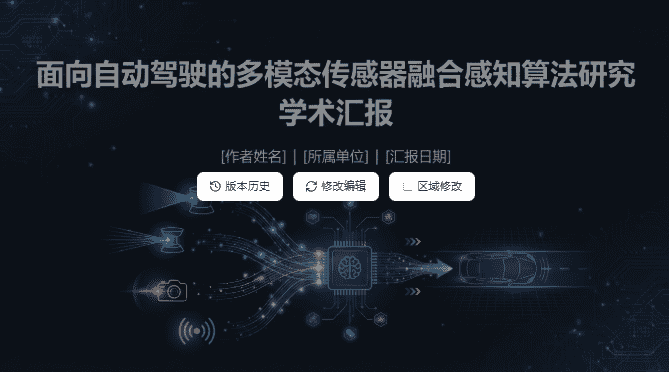 面向自动驾驶的多模态传感器融合感知算法研究
学术汇报
[作者姓名] | [所属单位] | [汇报日期]
版本历史 修改编辑 区域修改